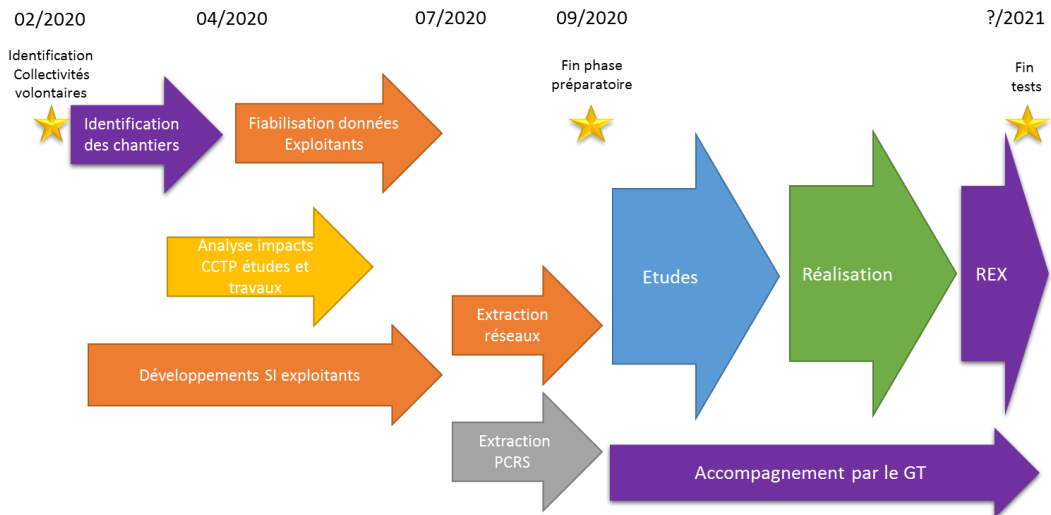 02/2020
04/2020
07/2020
09/2020
?/2021
Identification
Collectivités
volontaires
Fin phase
préparatoire
Fin
tests
Identification
des chantiers
Fiabilisation données
Exploitants
Analyse impacts
CCTP études et
travaux
Etudes
Réalisation
REX
Extraction
réseaux
Développements SI exploitants
Extraction
PCRS
Accompagnement par le GT